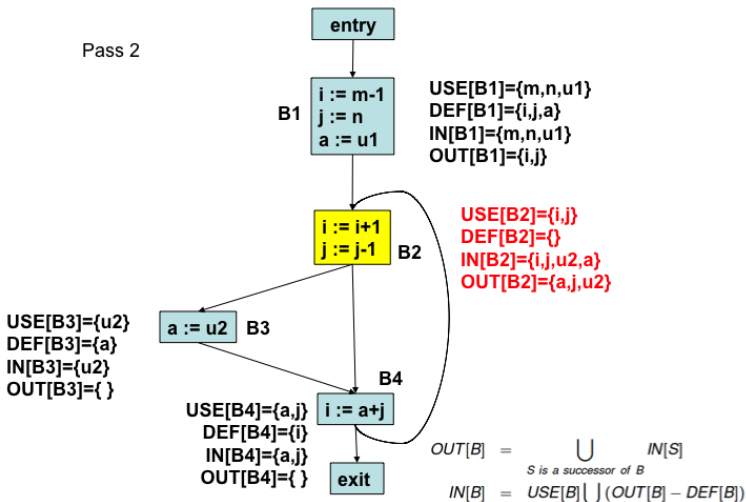 entry
Pass 2
B1
i := m-1
j := n
a := u1
USE[B1]={m,n,u1}
DEF[B1]={i,j,a}
IN[B1]={m,n,u1}
OUT[B1]={i,j}
i := i+1
j := j-1
B2
USE[B2]={i,j}
DEF[B2]={}
IN[B2]={i,j,u2,a}
OUT[B2]={a,j,u2}
USE[B3]={u2}
DEF[B3]={a}
IN[B3]={u2}
OUT[B3]={ }
a := u2
B3
B4
i := a+j
USE[B4]={a,j}
DEF[B4]={i}
IN[B4]={a,j}
OUT[B4]={ }
exit
OUT[B] = ⋃ IN[S]
S is a successor of B
IN[B] = USE[B] ⋃ (OUT[B] − DEF[B])